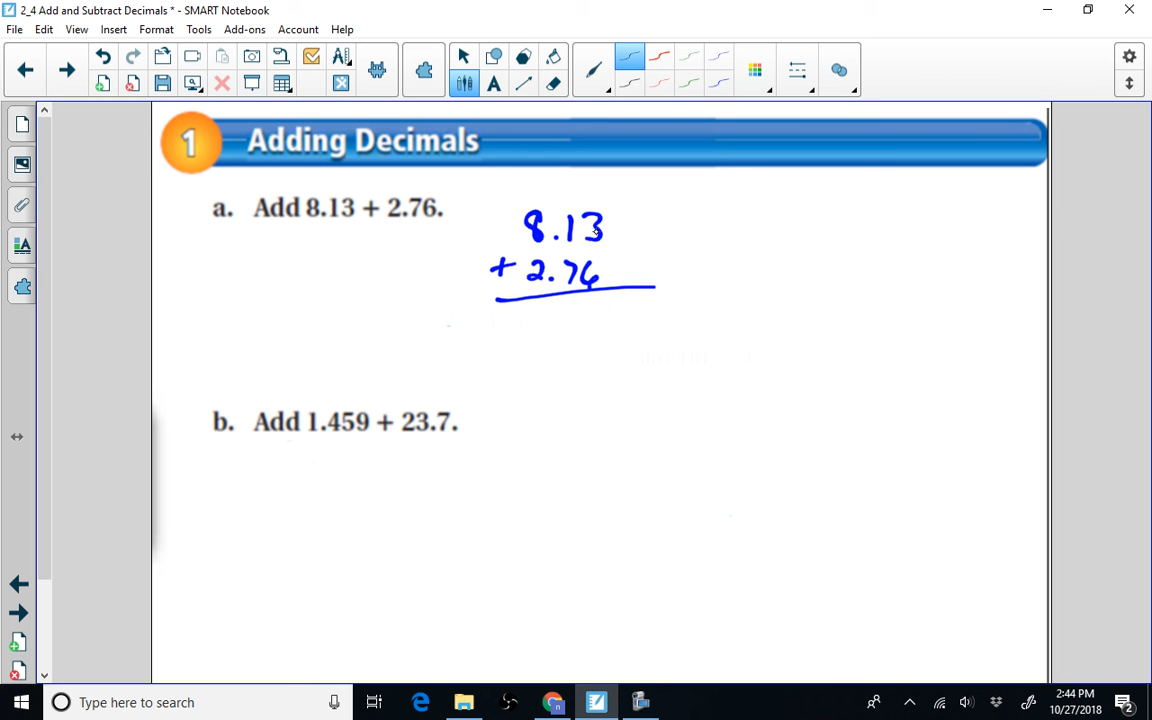 2_4 Add and Subtract Decimals * - SMART Notebook
File Edit View Insert Format Tools Add-ons Account Help
1 Adding Decimals
a. Add 8.13 + 2.76.
8.13
+ 2.76
b. Add 1.459 + 23.7.
Type here to search
2:44 PM
10/27/2018
2